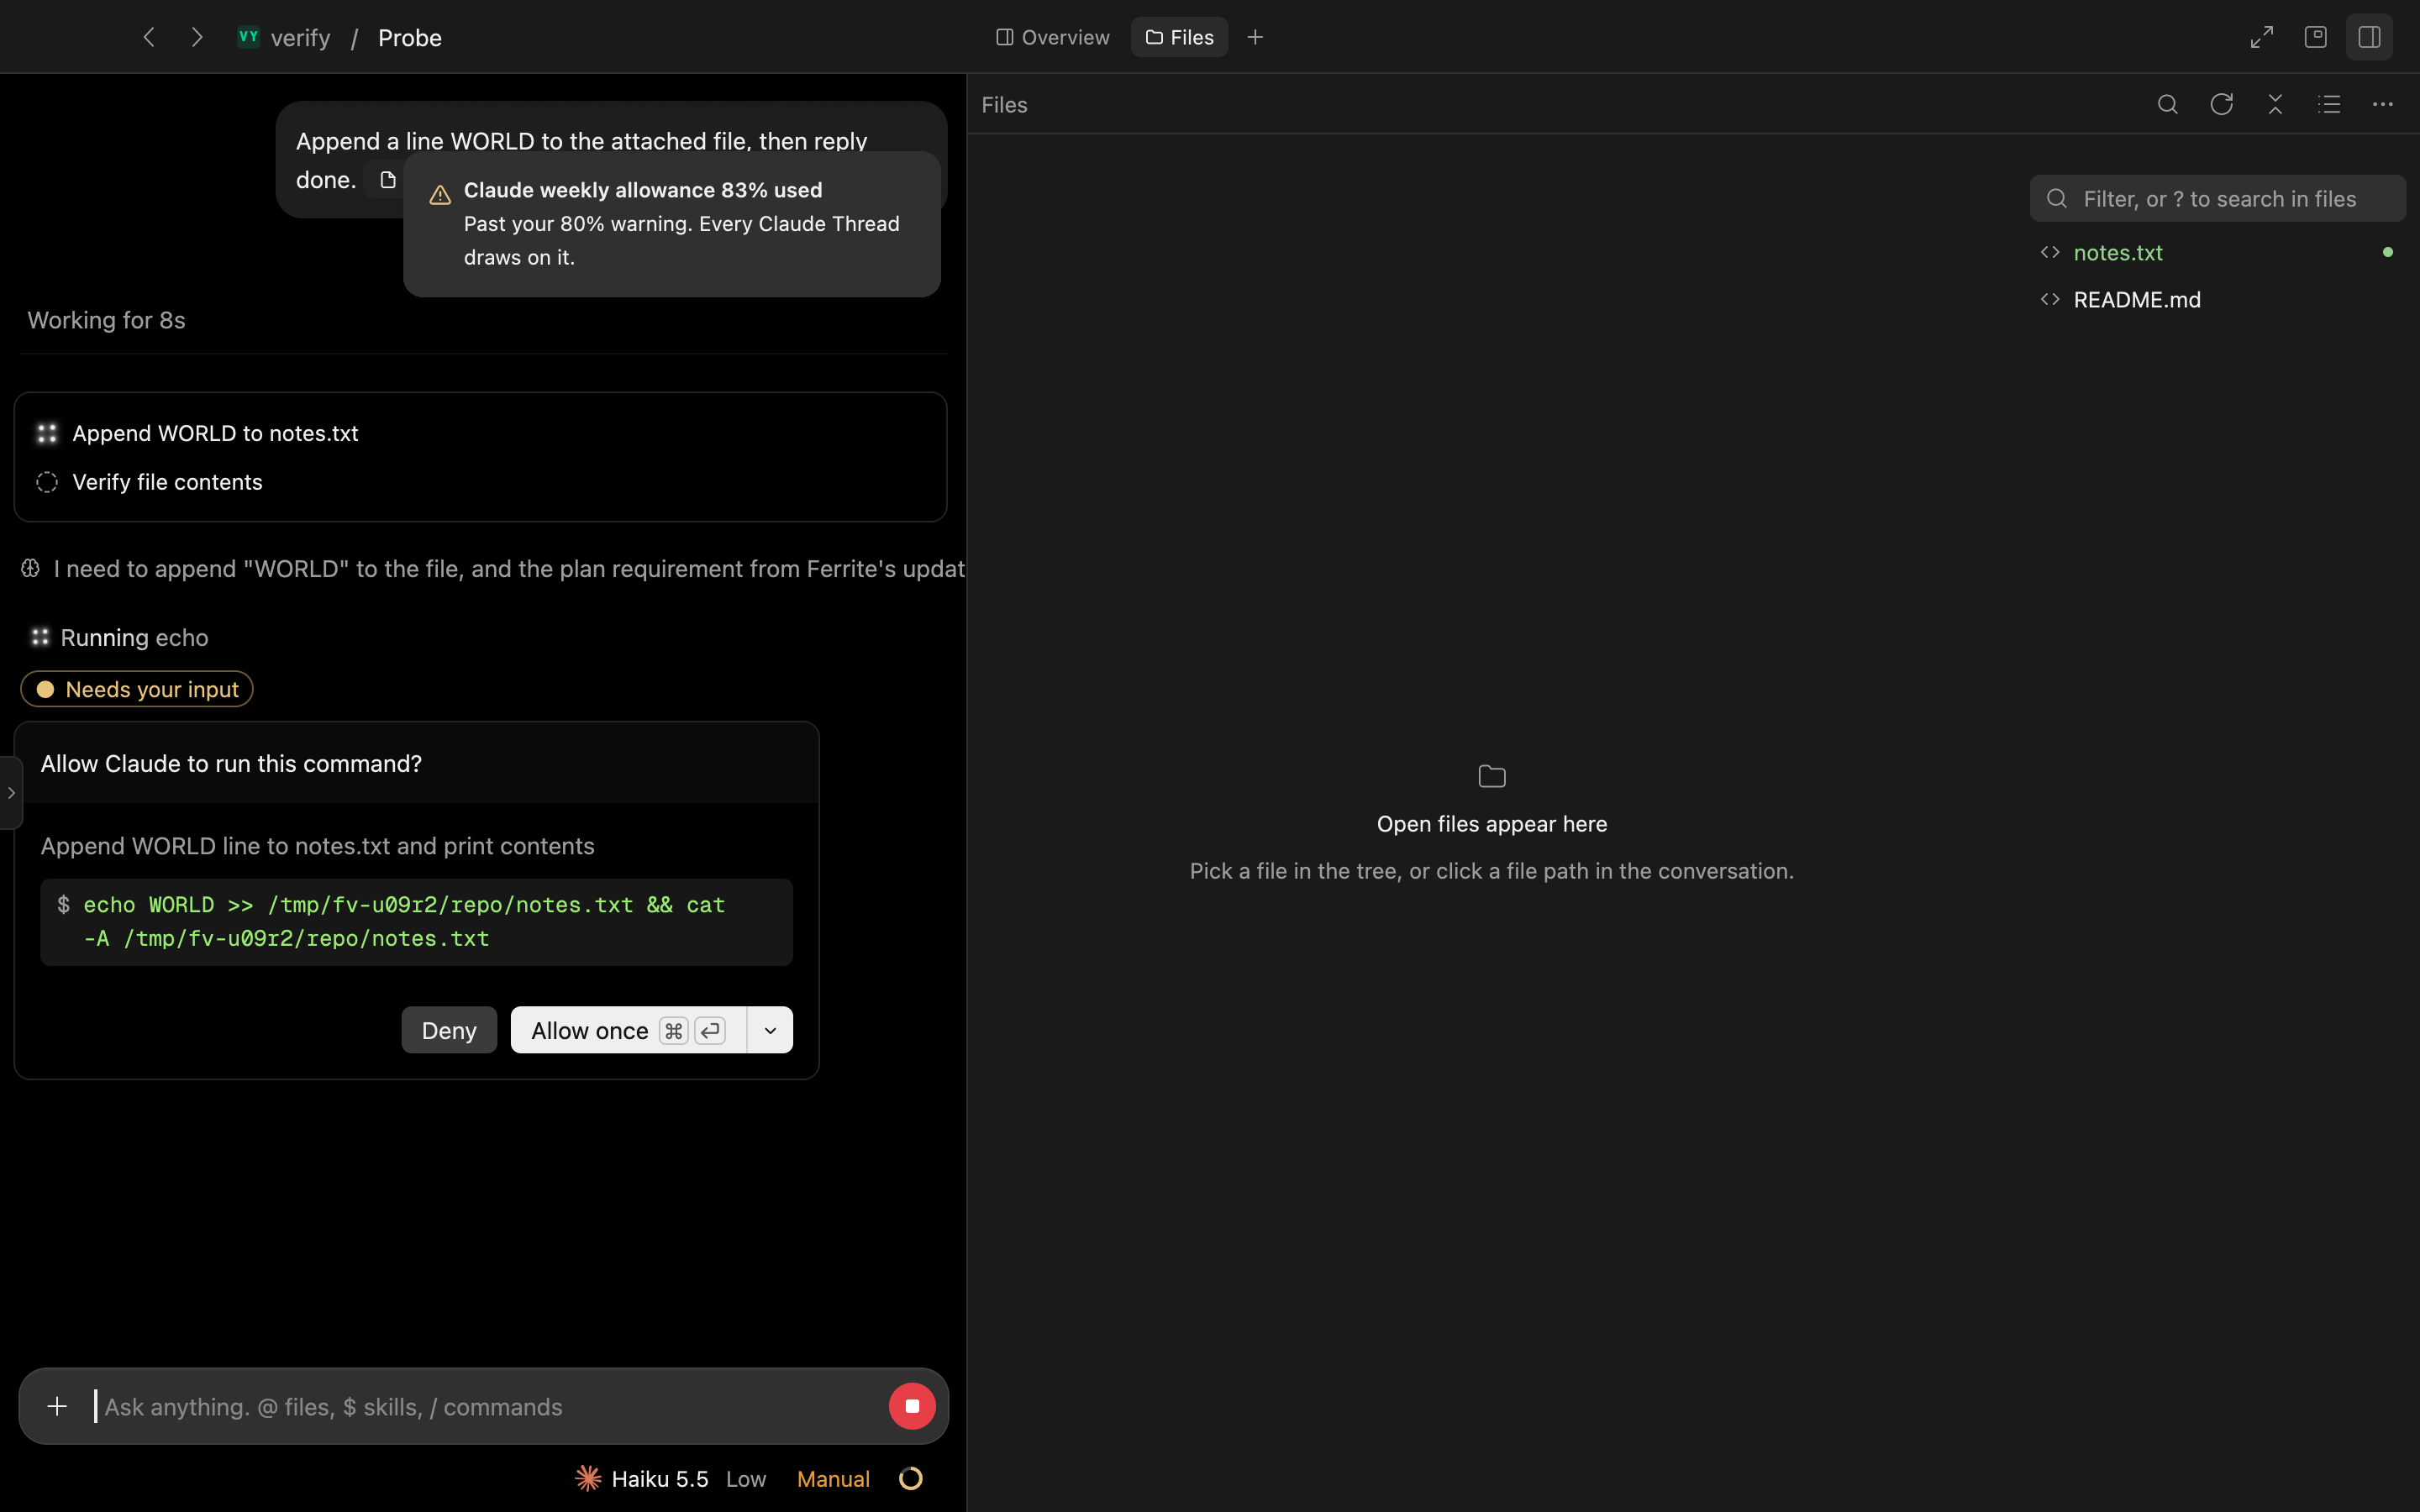 VY verify / Probe
Overview
Files
Files
Append a line WORLD to the attached file, then reply
done.
Claude weekly allowance 83% used
Past your 80% warning. Every Claude Thread
draws on it.
Filter, or ? to search in files
notes.txt
README.md
Working for 8s
Append WORLD to notes.txt
Verify file contents
I need to append "WORLD" to the file, and the plan requirement from Ferrite's updat
Running echo
Needs your input
Allow Claude to run this command?
Append WORLD line to notes.txt and print contents
$ echo WORLD >> /tmp/fv-u09r2/repo/notes.txt && cat
-A /tmp/fv-u09r2/repo/notes.txt
Deny
Allow once ⌘
Open files appear here
Pick a file in the tree, or click a file path in the conversation.
Ask anything. @ files, $ skills, / commands
Haiku 5.5 Low Manual